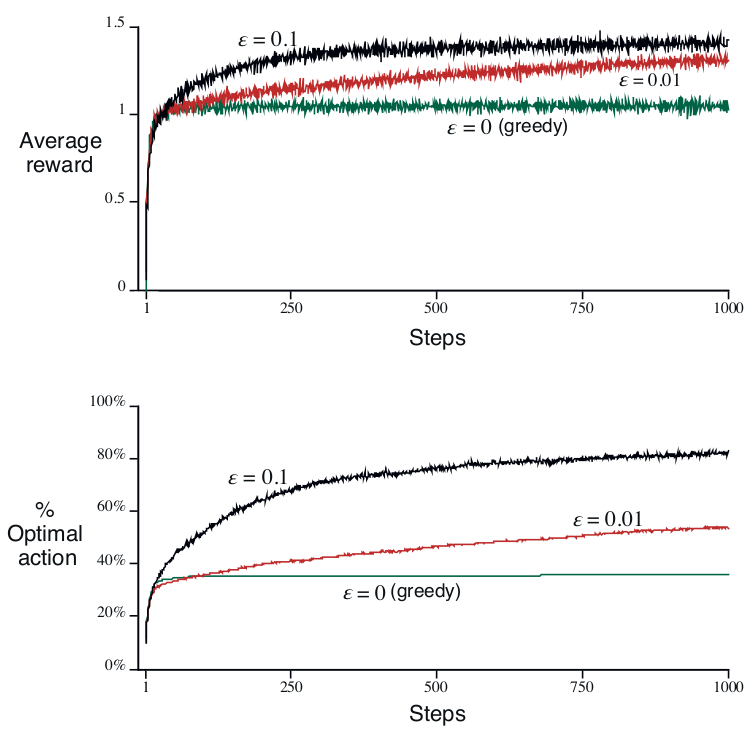 1.5
ε = 0.1
ε = 0.01
1
Average
reward
ε = 0 (greedy)
0.5
0
1
250
500
750
1000
Steps
100%
80%
ε = 0.1
60%
%
Optimal
action
ε = 0.01
40%
ε = 0 (greedy)
20%
0%
1
250
500
750
1000
Steps